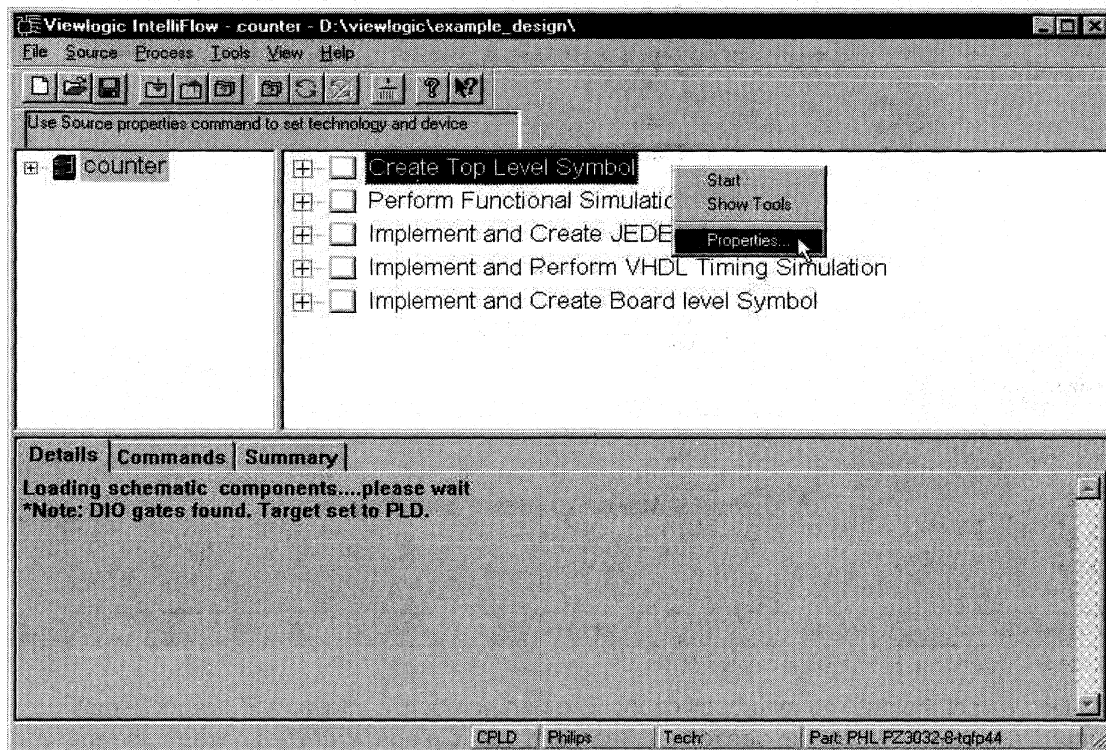 Viewlogic IntelliFlow - counter - D:\viewlogic\example_design\
File Source Process Tools View Help
Use Source properties command to set technology and device
counter
Create Top Level Symbol
Start
Show Tools
Properties...
Perform Functional Simulatio
Implement and Create JEDE
Implement and Perform VHDL Timing Simulation
Implement and Create Board level Symbol
Details Commands Summary
Loading schematic components....please wait
*Note: DIO gates found. Target set to PLD.
CPLD Philips Tech: Part: PHL PZ3032-8-tqfp44